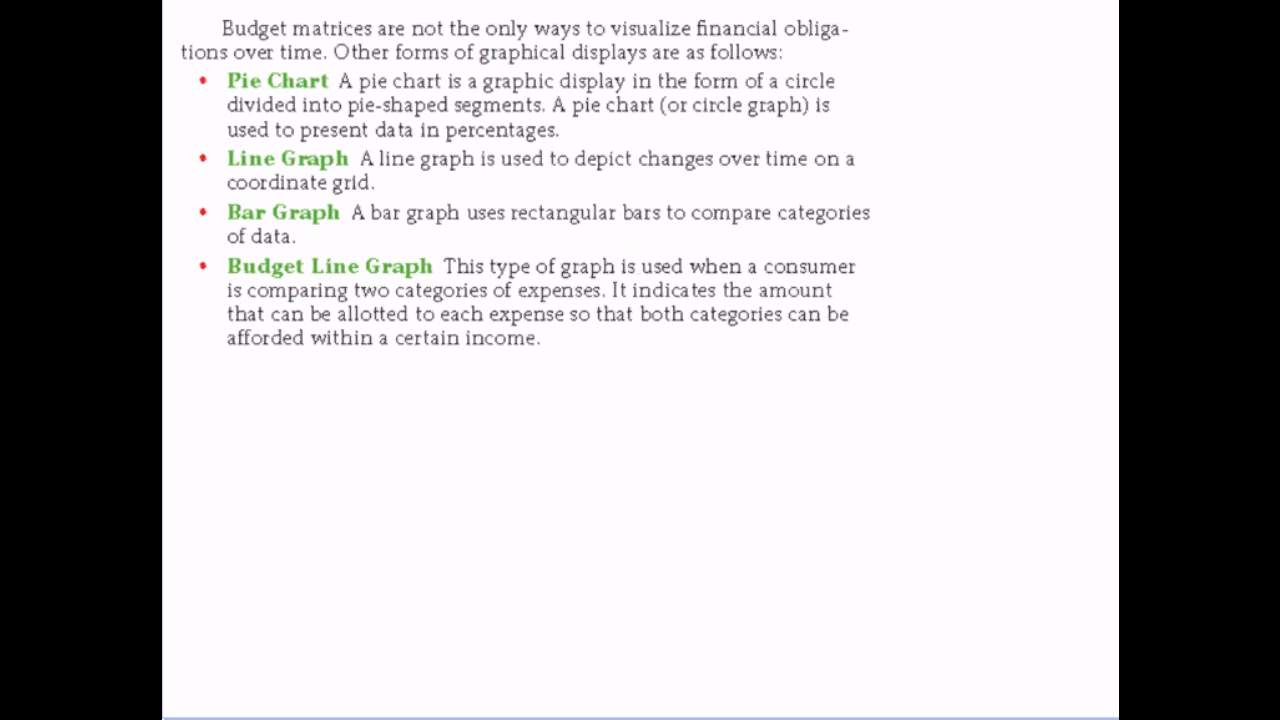 Budget matrices are not the only ways to visualize financial obliga-
tions over time. Other forms of graphical displays are as follows:
• Pie Chart A pie chart is a graphic display in the form of a circle
divided into pie-shaped segments. A pie chart (or circle graph) is
used to present data in percentages.
• Line Graph A line graph is used to depict changes over time on a
coordinate grid.
• Bar Graph A bar graph uses rectangular bars to compare categories
of data.
• Budget Line Graph This type of graph is used when a consumer
is comparing two categories of expenses. It indicates the amount
that can be allotted to each expense so that both categories can be
afforded within a certain income.